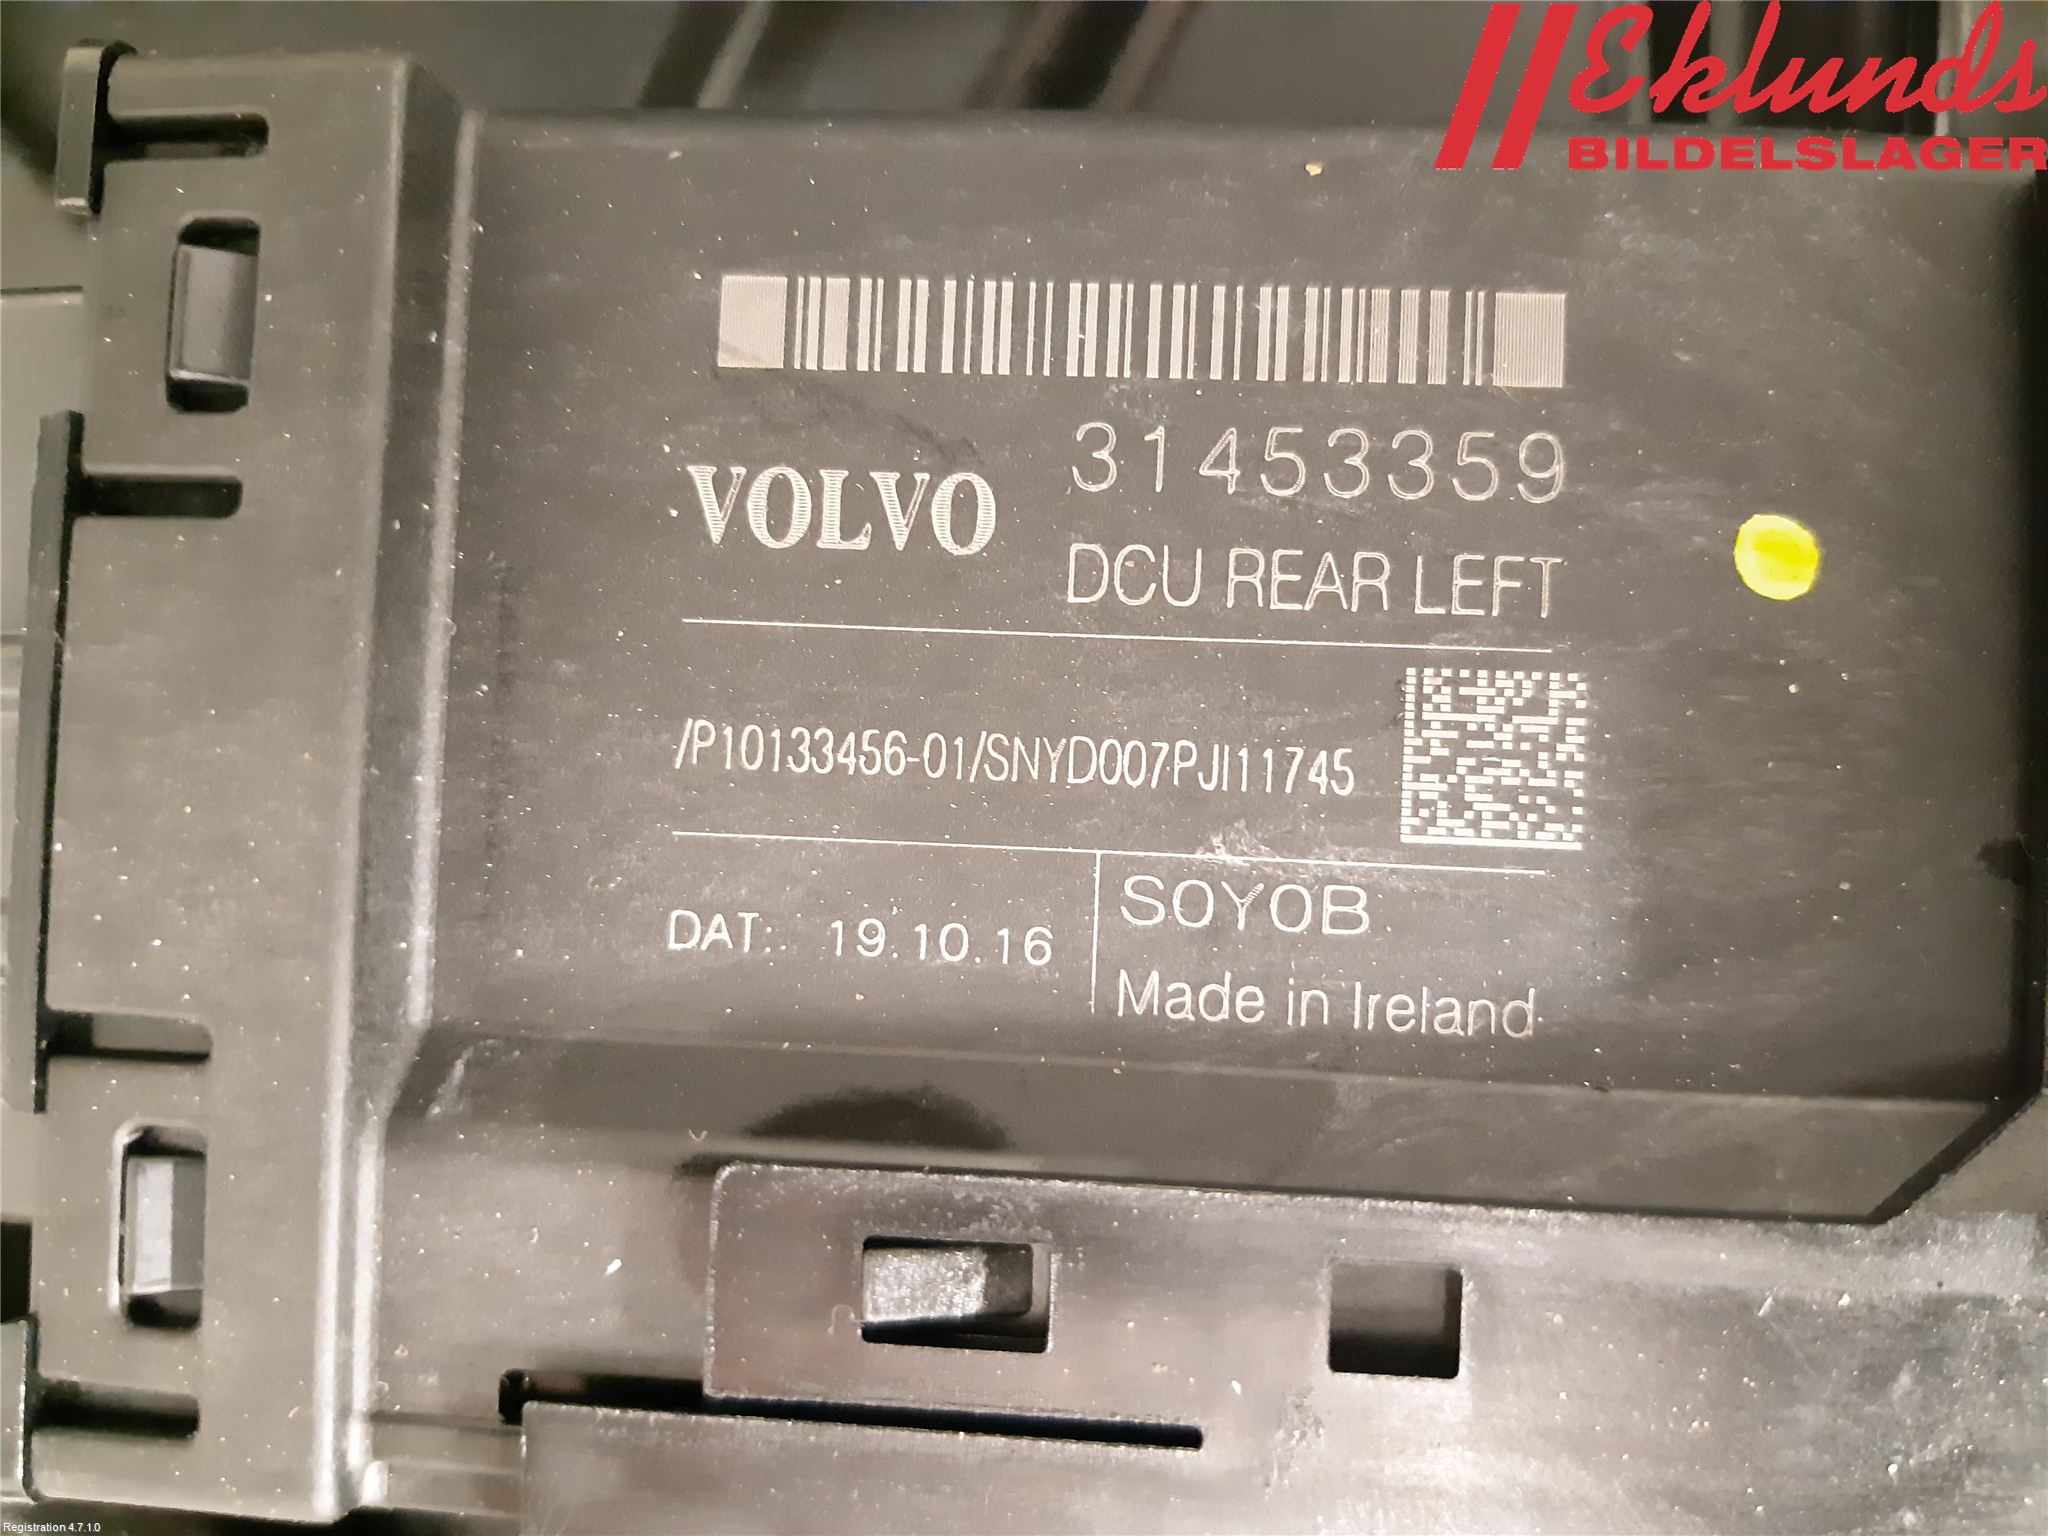 Eklunds
BILDELSLAGER
31453359
VOLVO
DCU REAR LEFT
/P10133456-01/SNYD007PJI11745
DAT: 19.10.16
SOYOB
Made in Ireland
Registration 4.7.1.0